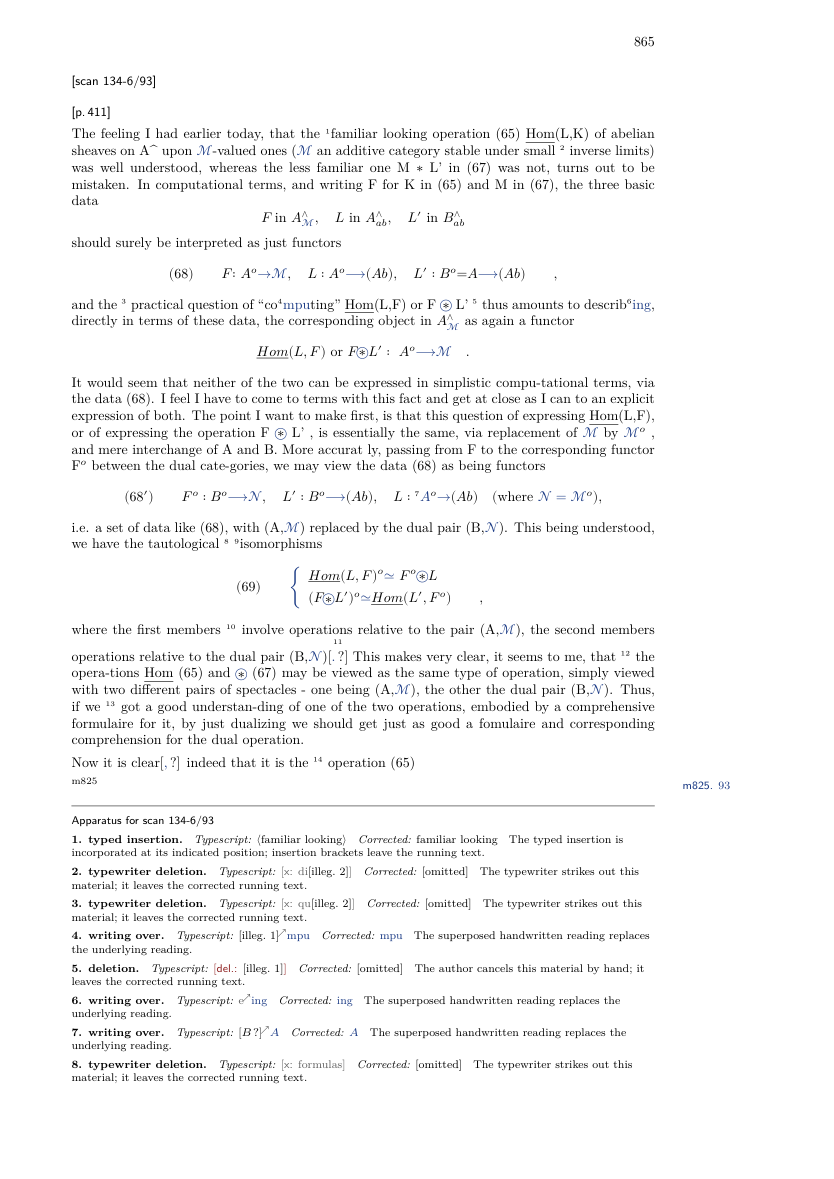 865
[scan 134-6/93]
[p. 411]
The feeling I had earlier today, that the ¹familiar looking operation (65) Hom(L,K) of abelian
sheaves on A^ upon ℳ-valued ones (ℳ an additive category stable under small ² inverse limits)
was well understood, whereas the less familiar one M ∗ L' in (67) was not, turns out to be
mistaken. In computational terms, and writing F for K in (65) and M in (67), the three basic
data
F in A^∧_ℳ, L in A^∧_ab, L′ in B^∧_ab
should surely be interpreted as just functors
(68) F: Aᵒ→ℳ, L : Aᵒ⟶(Ab), L′ : Bᵒ=A⟶(Ab) ,
and the ³ practical question of “co⁴mputing” Hom(L,F) or F ⊛ L' ⁵ thus amounts to describ⁶ing,
directly in terms of these data, the corresponding object in A^∧_ℳ as again a functor
Hom(L, F) or F⊛L′ : Aᵒ⟶ℳ .
It would seem that neither of the two can be expressed in simplistic compu-tational terms, via
the data (68). I feel I have to come to terms with this fact and get at close as I can to an explicit
expression of both. The point I want to make first, is that this question of expressing Hom(L,F),
or of expressing the operation F ⊛ L' , is essentially the same, via replacement of ℳ by ℳᵒ ,
and mere interchange of A and B. More accurat ly, passing from F to the corresponding functor
Fᵒ between the dual cate-gories, we may view the data (68) as being functors
(68′) Fᵒ : Bᵒ⟶𝒩, L′ : Bᵒ⟶(Ab), L : ⁷Aᵒ→(Ab) (where 𝒩 = ℳᵒ),
i.e. a set of data like (68), with (A,ℳ) replaced by the dual pair (B,𝒩). This being understood,
we have the tautological ⁸ ⁹isomorphisms
(69) { Hom(L, F)ᵒ≃ Fᵒ⊛L
(F⊛L′)ᵒ≃Hom(L′, Fᵒ) ,
where the first members ¹⁰ involve operations relative to the pair (A,ℳ), the second members
operations relative to the dual pair (B,𝒩)[.¹¹?] This makes very clear, it seems to me, that ¹² the
opera-tions Hom (65) and ⊛ (67) may be viewed as the same type of operation, simply viewed
with two different pairs of spectacles - one being (A,ℳ), the other the dual pair (B,𝒩). Thus,
if we ¹³ got a good understan-ding of one of the two operations, embodied by a comprehensive
formulaire for it, by just dualizing we should get just as good a fomulaire and corresponding
comprehension for the dual operation.
Now it is clear[, ?] indeed that it is the ¹⁴ operation (65)
m825
m825. 93
Apparatus for scan 134-6/93
1. typed insertion. Typescript: ⟨familiar looking⟩ Corrected: familiar looking The typed insertion is
incorporated at its indicated position; insertion brackets leave the running text.
2. typewriter deletion. Typescript: [x: di[illeg. 2]] Corrected: [omitted] The typewriter strikes out this
material; it leaves the corrected running text.
3. typewriter deletion. Typescript: [x: qu[illeg. 2]] Corrected: [omitted] The typewriter strikes out this
material; it leaves the corrected running text.
4. writing over. Typescript: [illeg. 1]↗mpu Corrected: mpu The superposed handwritten reading replaces
the underlying reading.
5. deletion. Typescript: [del.: [illeg. 1]] Corrected: [omitted] The author cancels this material by hand; it
leaves the corrected running text.
6. writing over. Typescript: e↗ing Corrected: ing The superposed handwritten reading replaces the
underlying reading.
7. writing over. Typescript: [B ?]↗A Corrected: A The superposed handwritten reading replaces the
underlying reading.
8. typewriter deletion. Typescript: [x: formulas] Corrected: [omitted] The typewriter strikes out this
material; it leaves the corrected running text.